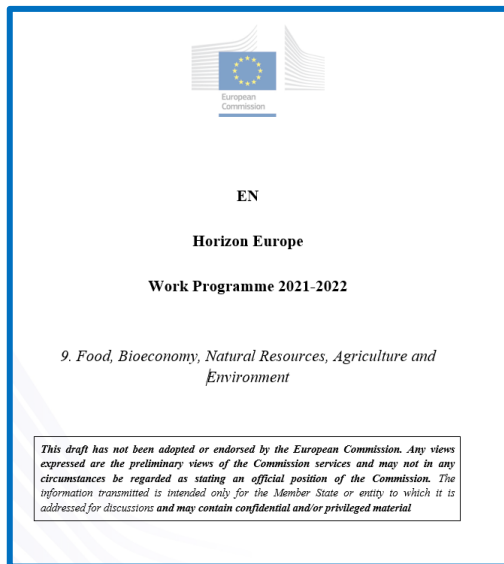 European
Commission
EN
Horizon Europe
Work Programme 2021-2022
9. Food, Bioeconomy, Natural Resources, Agriculture and
Environment
This draft has not been adopted or endorsed by the European Commission. Any views
expressed are the preliminary views of the Commission services and may not in any
circumstances be regarded as stating an official position of the Commission. The
information transmitted is intended only for the Member State or entity to which it is
addressed for discussions and may contain confidential and/or privileged material